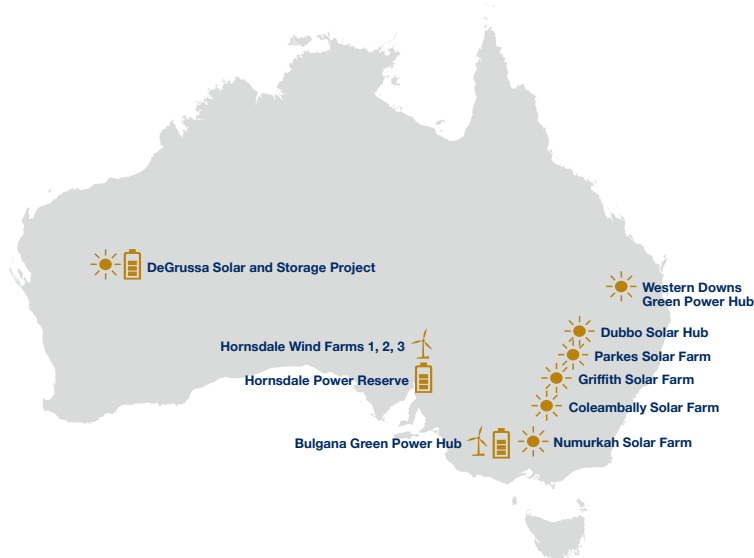 DeGrussa Solar and Storage Project
Western Downs
Green Power Hub
Dubbo Solar Hub
Hornsdale Wind Farms 1, 2, 3
Parkes Solar Farm
Hornsdale Power Reserve
Griffith Solar Farm
Coleambally Solar Farm
Bulgana Green Power Hub
Numurkah Solar Farm